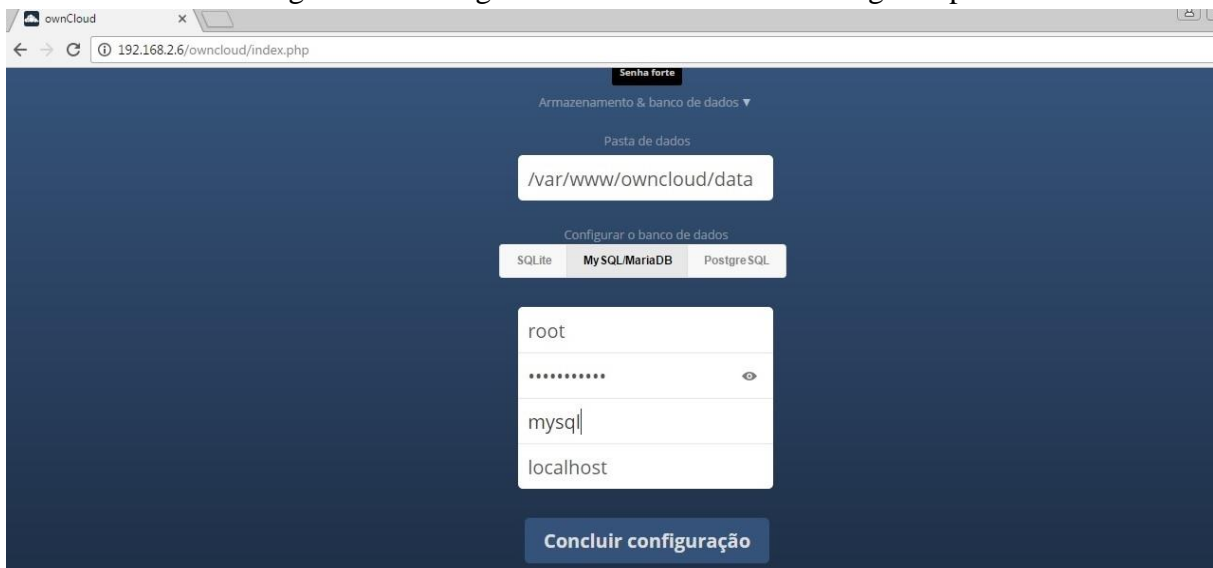 ownCloud
192.168.2.6/owncloud/index.php
Senha forte
Armazenamento & banco de dados ▼
Pasta de dados
/var/www/owncloud/data
Configurar o banco de dados
SQLite MySQL/MariaDB PostgreSQL
root
•••••••••••
mysql
localhost
Concluir configuração